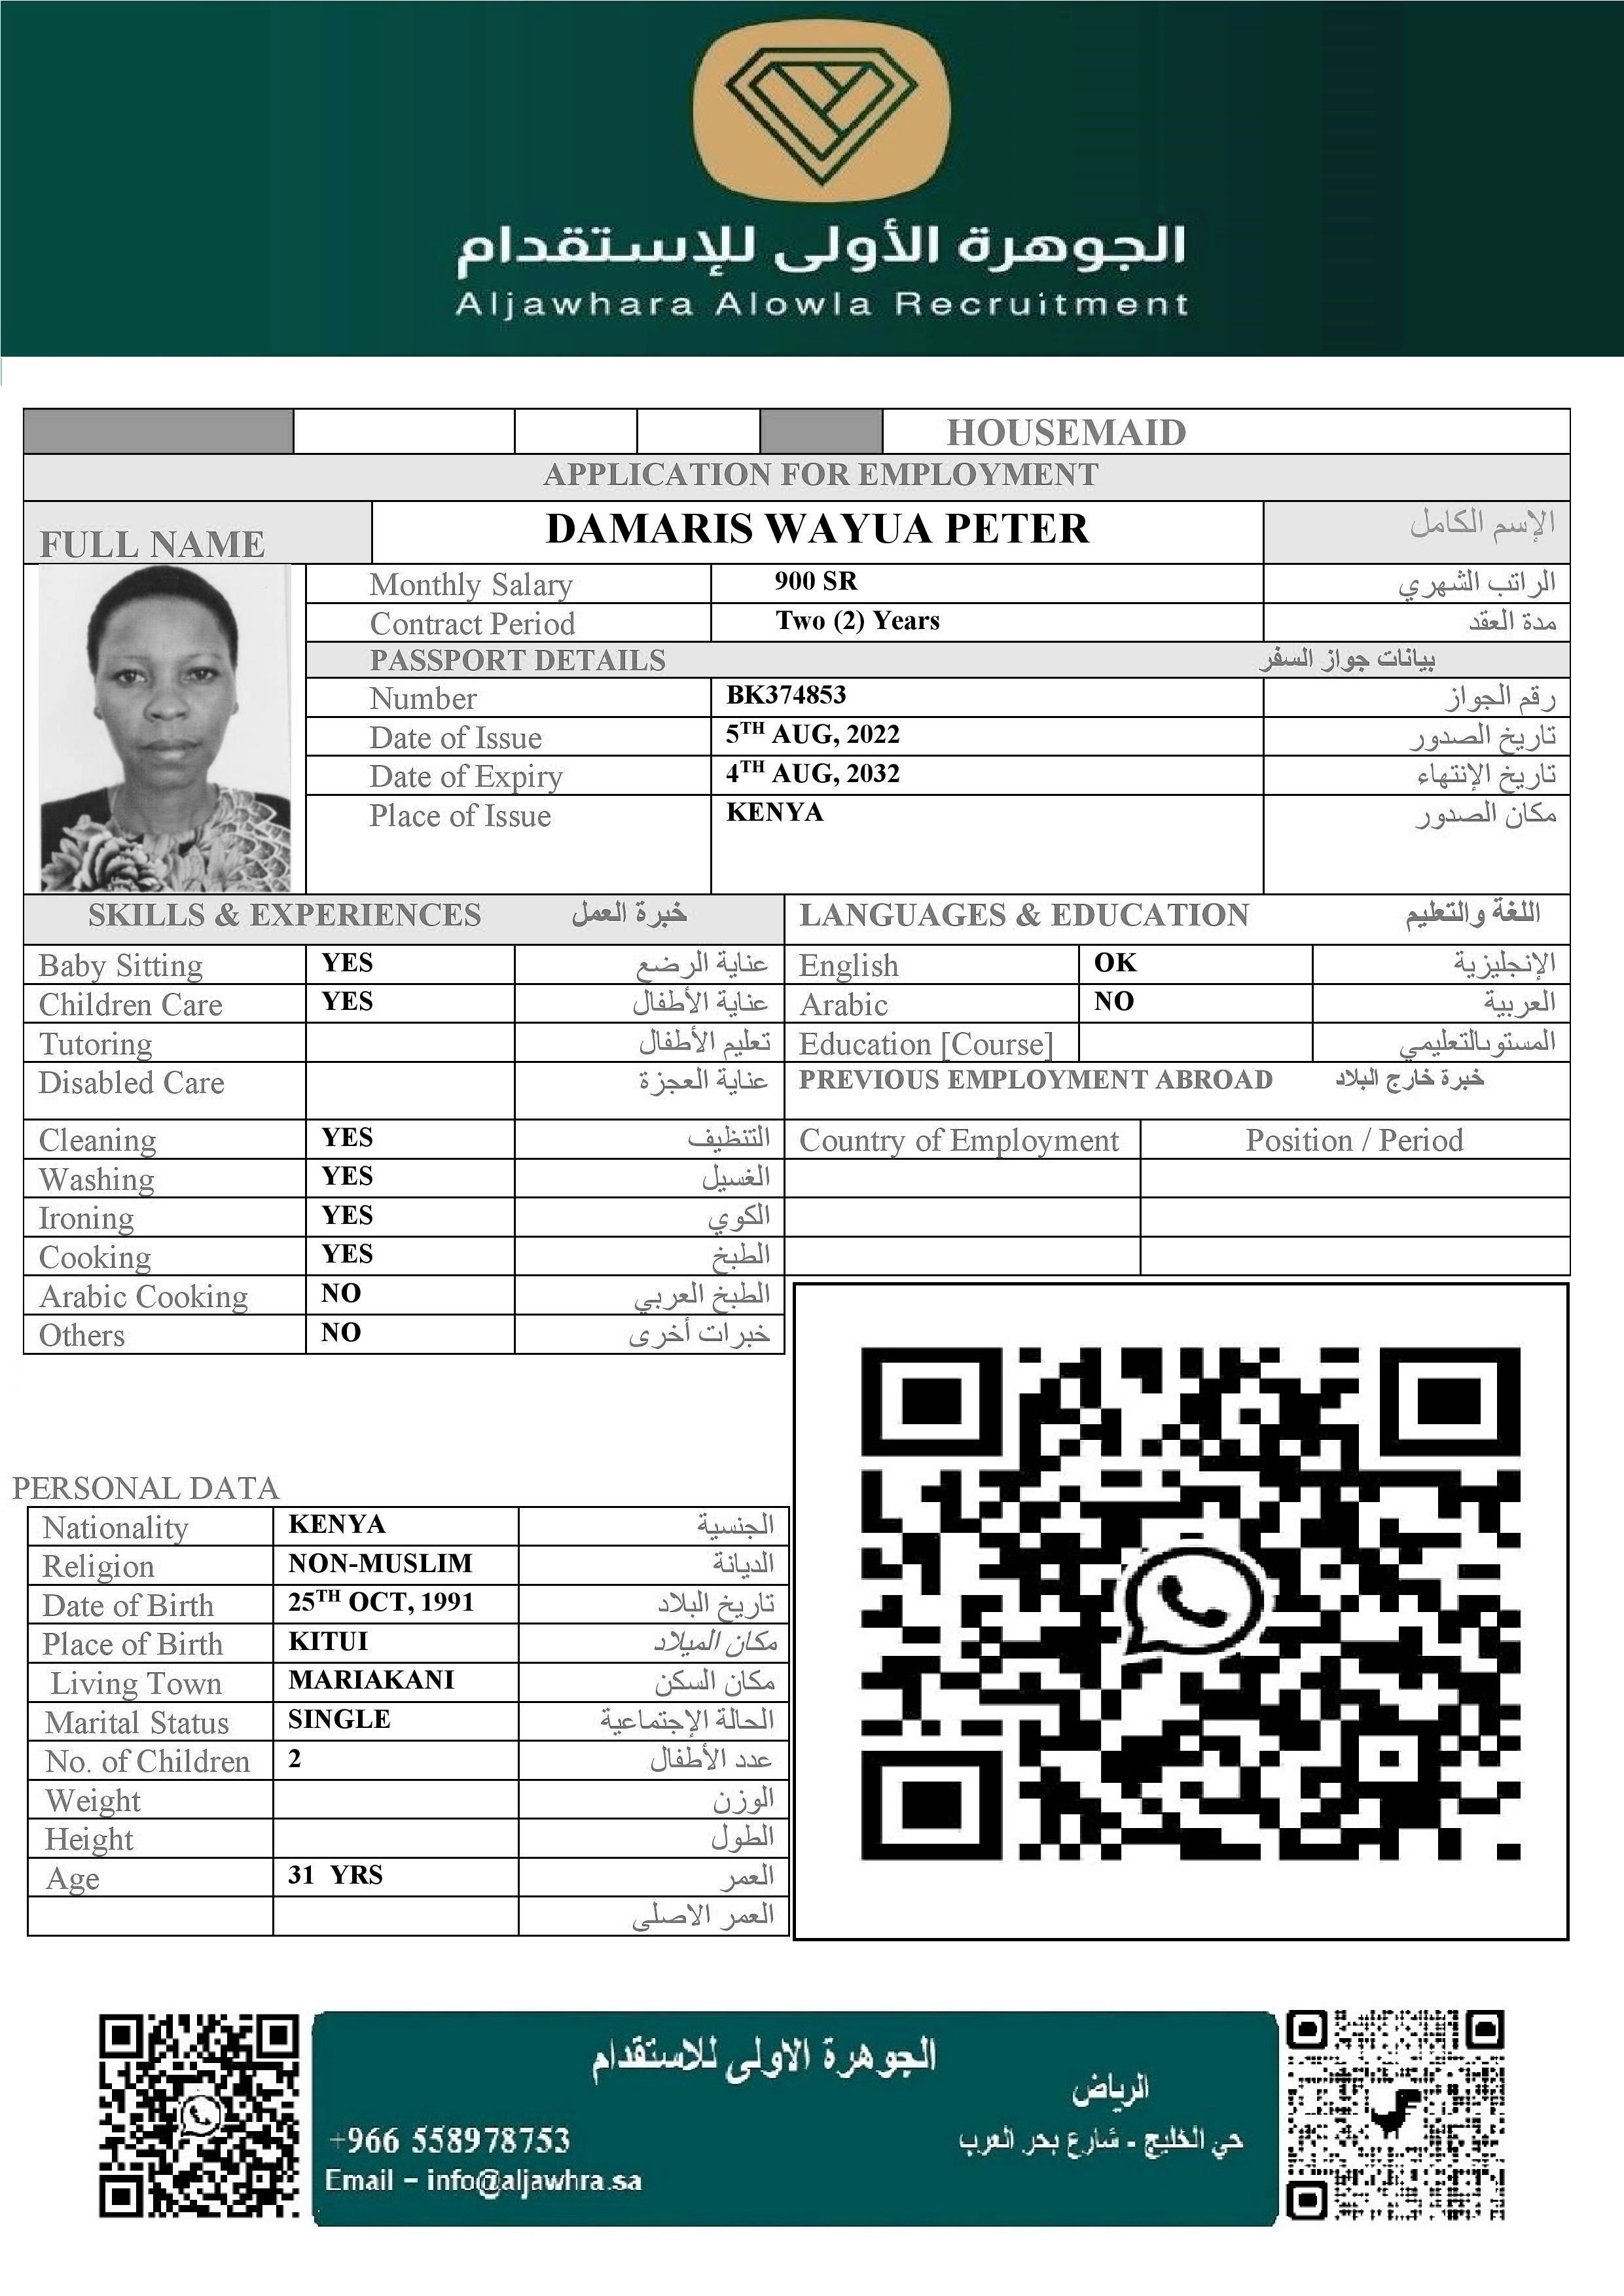 الجوهرة الأولى للإستقدام
Aljawhara Alowla Recruitment
HOUSEMAID
APPLICATION FOR EMPLOYMENT
FULL NAME DAMARIS WAYUA PETER الإسم الكامل
Monthly Salary 900 SR الراتب الشهري
Contract Period Two (2) Years مدة العقد
PASSPORT DETAILS بيانات جواز السفر
Number BK374853 رقم الجواز
Date of Issue 5TH AUG, 2022 تاريخ الصدور
Date of Expiry 4TH AUG, 2032 تاريخ الإنتهاء
Place of Issue KENYA مكان الصدور
SKILLS & EXPERIENCES خبرة العمل
Baby Sitting YES عناية الرضع
Children Care YES عناية الأطفال
Tutoring تعليم الأطفال
Disabled Care عناية العجزة
Cleaning YES التنظيف
Washing YES الغسيل
Ironing YES الكوي
Cooking YES الطبخ
Arabic Cooking NO الطبخ العربي
Others NO خبرات أخرى
LANGUAGES & EDUCATION اللغة والتعليم
English OK الإنجليزية
Arabic NO العربية
Education [Course] المستوىالتعليمي
PREVIOUS EMPLOYMENT ABROAD خبرة خارج البلاد
Country of Employment Position / Period
PERSONAL DATA
Nationality KENYA الجنسية
Religion NON-MUSLIM الديانة
Date of Birth 25TH OCT, 1991 تاريخ البلاد
Place of Birth KITUI مكان الميلاد
Living Town MARIAKANI مكان السكن
Marital Status SINGLE الحالة الإجتماعية
No. of Children 2 عدد الأطفال
Weight الوزن
Height الطول
Age 31 YRS العمر
العمر الاصلى
الجوهرة الاولى للاستقدام
الرياض
حي الخليج - شارع بحر العرب
+966 558978753
Email – info@aljawhra.sa